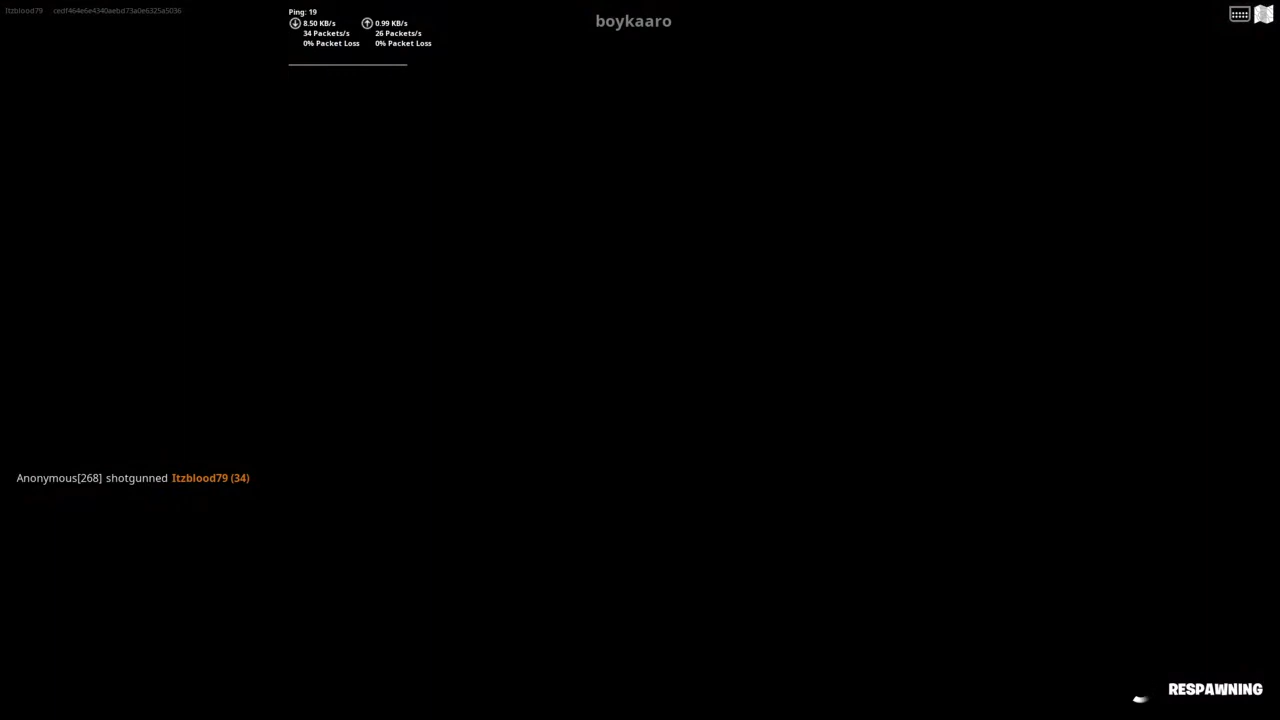 Itzblood79 cedf464e6e4340aebd73a0e6325a5036
Ping: 19
8.50 KB/s 0.99 KB/s
34 Packets/s 26 Packets/s
0% Packet Loss 0% Packet Loss
boykaaro
Anonymous[268] shotgunned Itzblood79 (34)
RESPAWNING